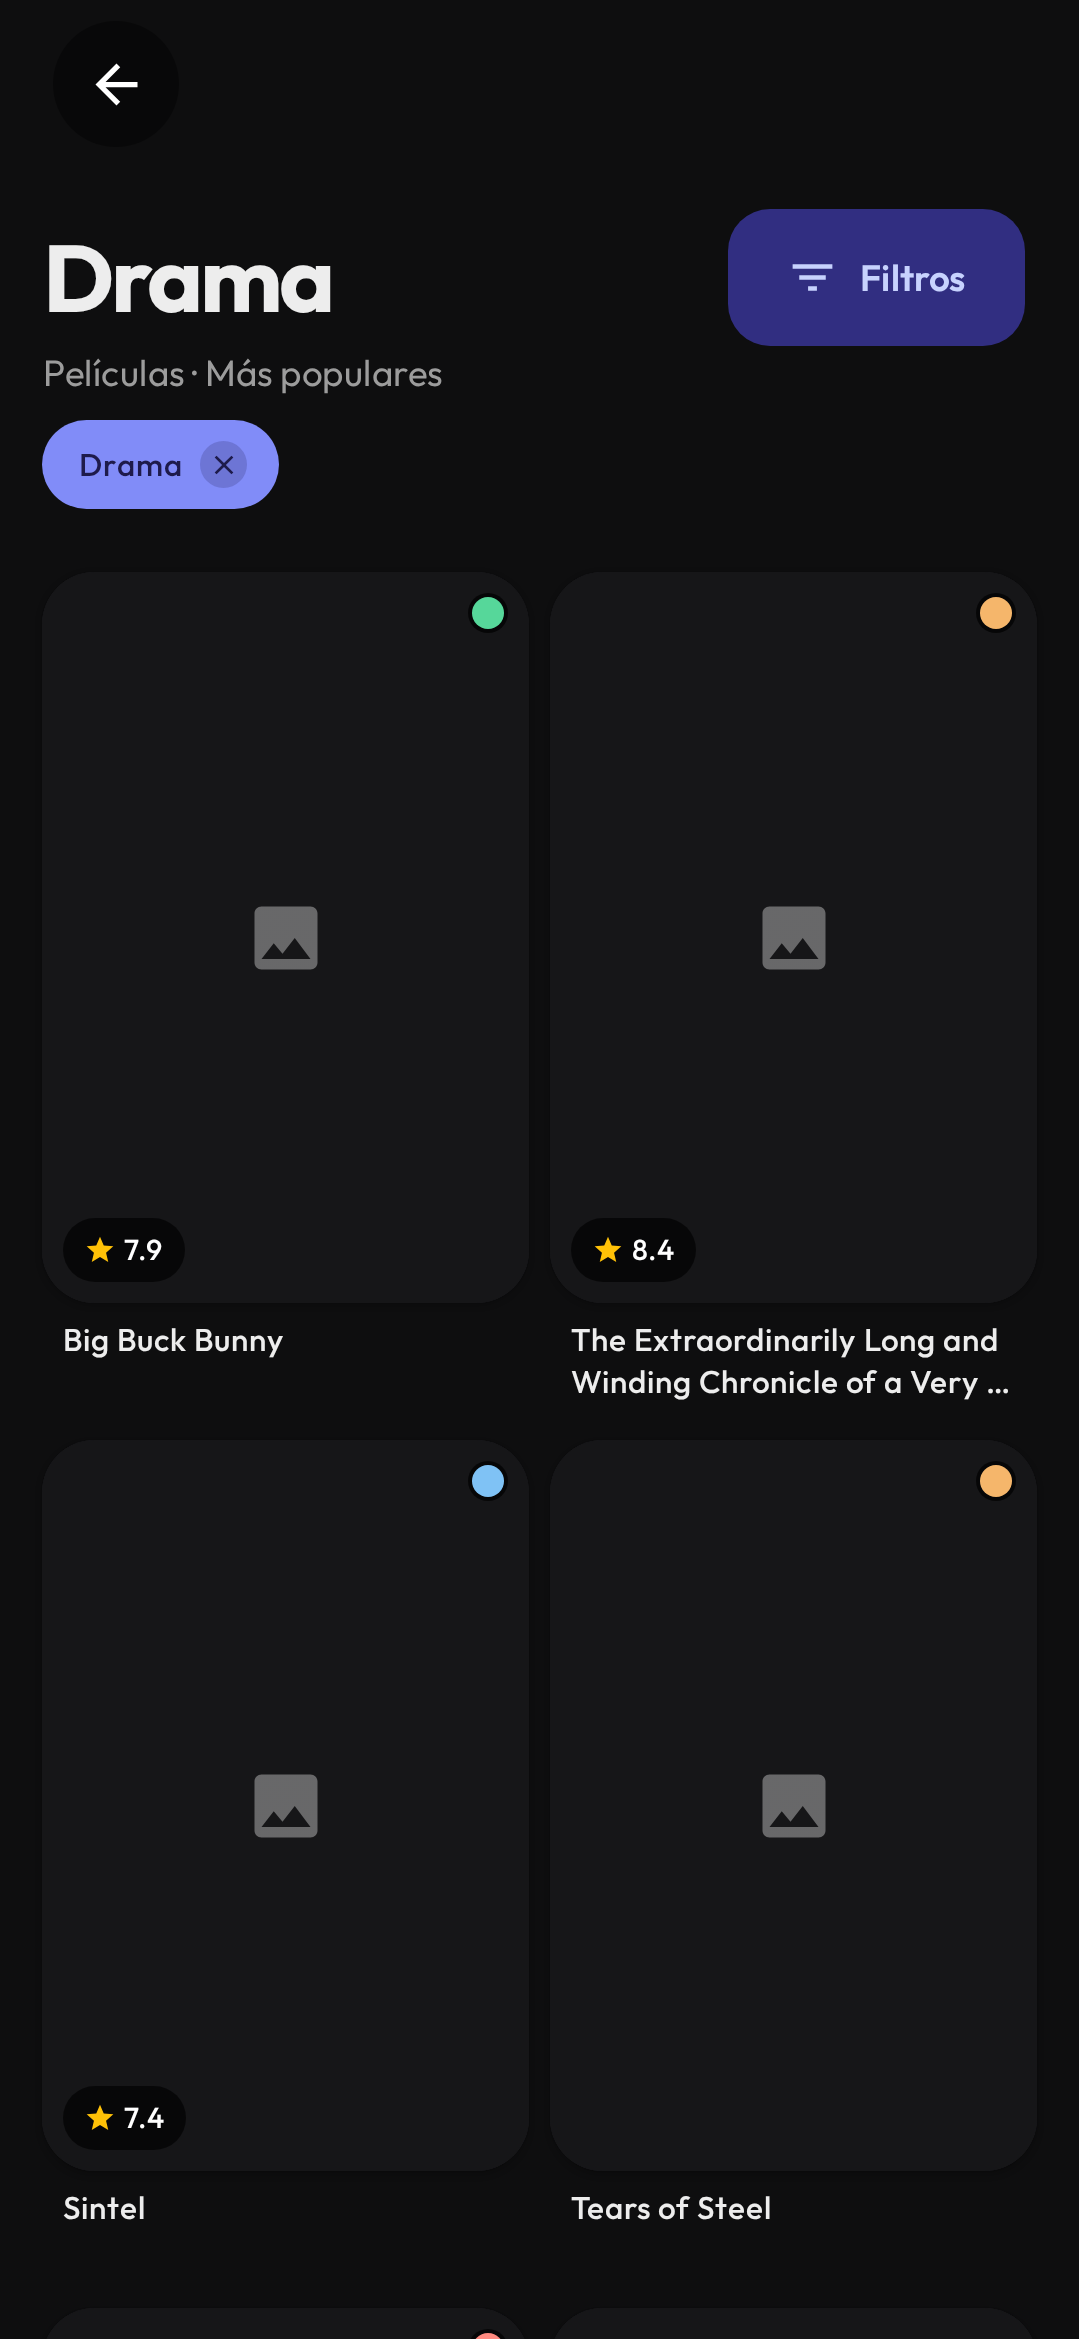 Drama
Filtros
Películas · Más populares
Drama
7.9
8.4
Big Buck Bunny
The Extraordinarily Long and
Winding Chronicle of a Very ...
7.4
Sintel
Tears of Steel